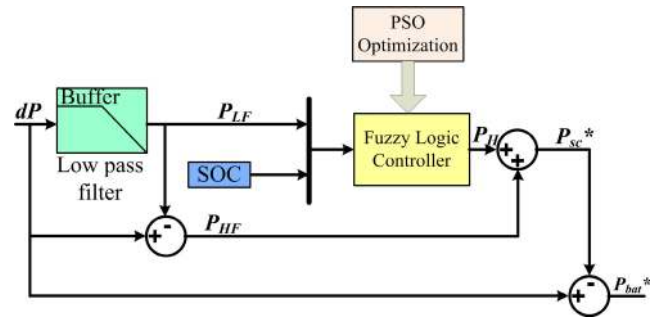 PSO
Optimization
dP
Buffer
Low pass
filter
P_LF
SOC
Fuzzy Logic
Controller
P_H
P_sc*
+
+
-
+
P_HF
-
+
P_bat*